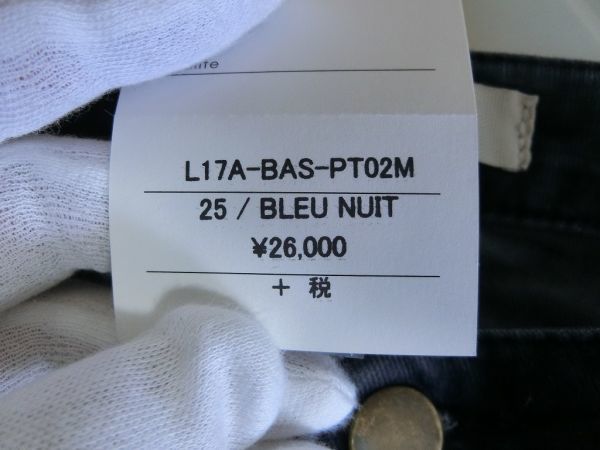 L17A-BAS-PT02M
25 / BLEU NUIT
¥26,000
+ 税